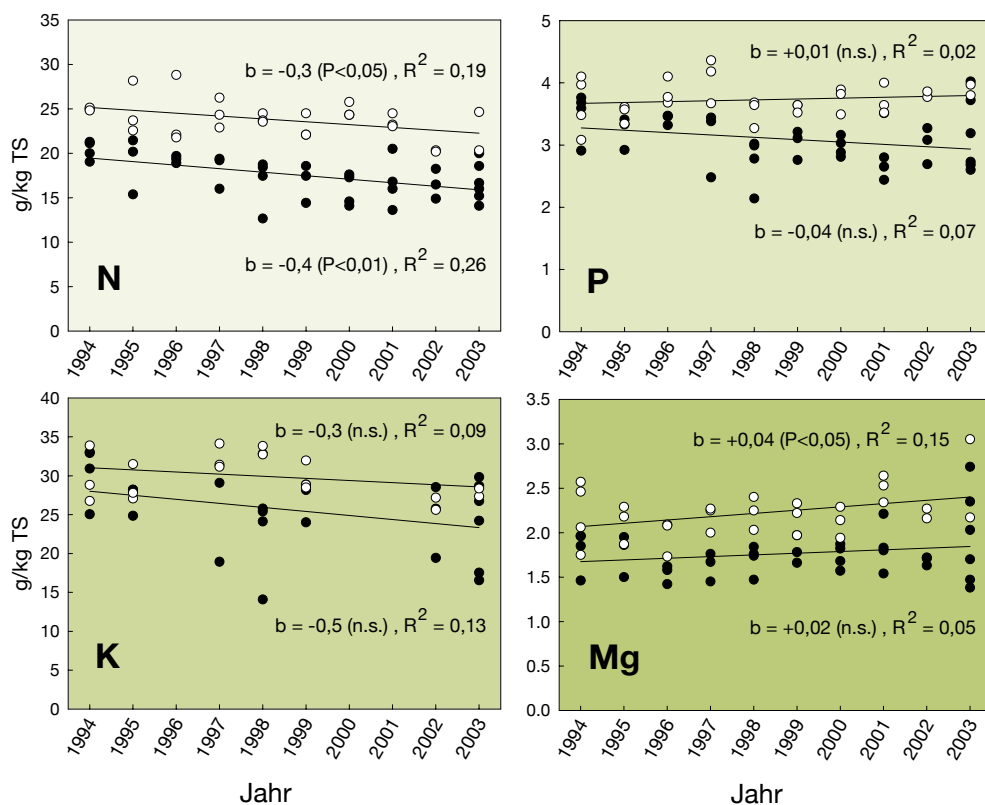 35
30
25
20
15
10
5
0
g/kg TS
b = -0,3 (P<0,05) , R2 = 0,19
b = -0,4 (P<0,01) , R2 = 0,26
N
1994 1995 1996 1997 1998 1999 2000 2001 2002 2003
5
4
3
2
1
0
b = +0,01 (n.s.) , R2 = 0,02
b = -0,04 (n.s.) , R2 = 0,07
P
1994 1995 1996 1997 1998 1999 2000 2001 2002 2003
40
35
30
25
20
15
10
5
0
g/kg TS
b = -0,3 (n.s.) , R2 = 0,09
b = -0,5 (n.s.) , R2 = 0,13
K
1994 1995 1996 1997 1998 1999 2000 2001 2002 2003
Jahr
3.5
3.0
2.5
2.0
1.5
1.0
0.5
0.0
b = +0,04 (P<0,05) , R2 = 0,15
b = +0,02 (n.s.) , R2 = 0,05
Mg
1994 1995 1996 1997 1998 1999 2000 2001 2002 2003
Jahr